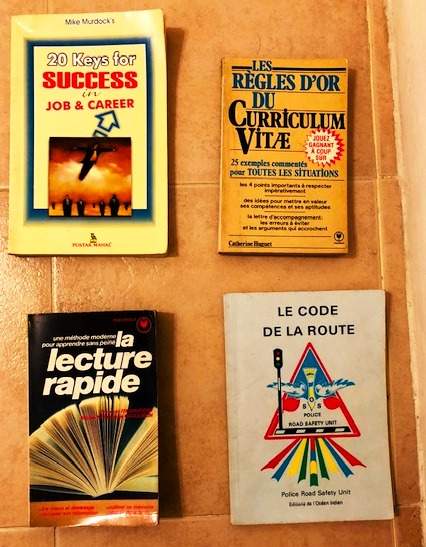 Mike Murdock's
20 Keys for
SUCCESS
in
JOB & CAREER
PUSTAK MAHAL
LES
RÈGLES D'OR
DU
CURRICULUM
VITÆ
JOUEZ
GAGNANT
À COUP
SÛR
25 exemples commentés
pour TOUTES LES SITUATIONS
les 4 points importants à respecter
impérativement
des idées pour mettre en valeur
ses compétences et ses aptitudes
la lettre d'accompagnement:
les erreurs à éviter
et les arguments qui accrochent
Catherine Huguet
une méthode moderne
pour apprendre sans peine
la
lecture
rapide
LE CODE
DE LA ROUTE
SOS
POLICE
ROAD SAFETY UNIT
Police Road Safety Unit
Editions de l'Océan Indien